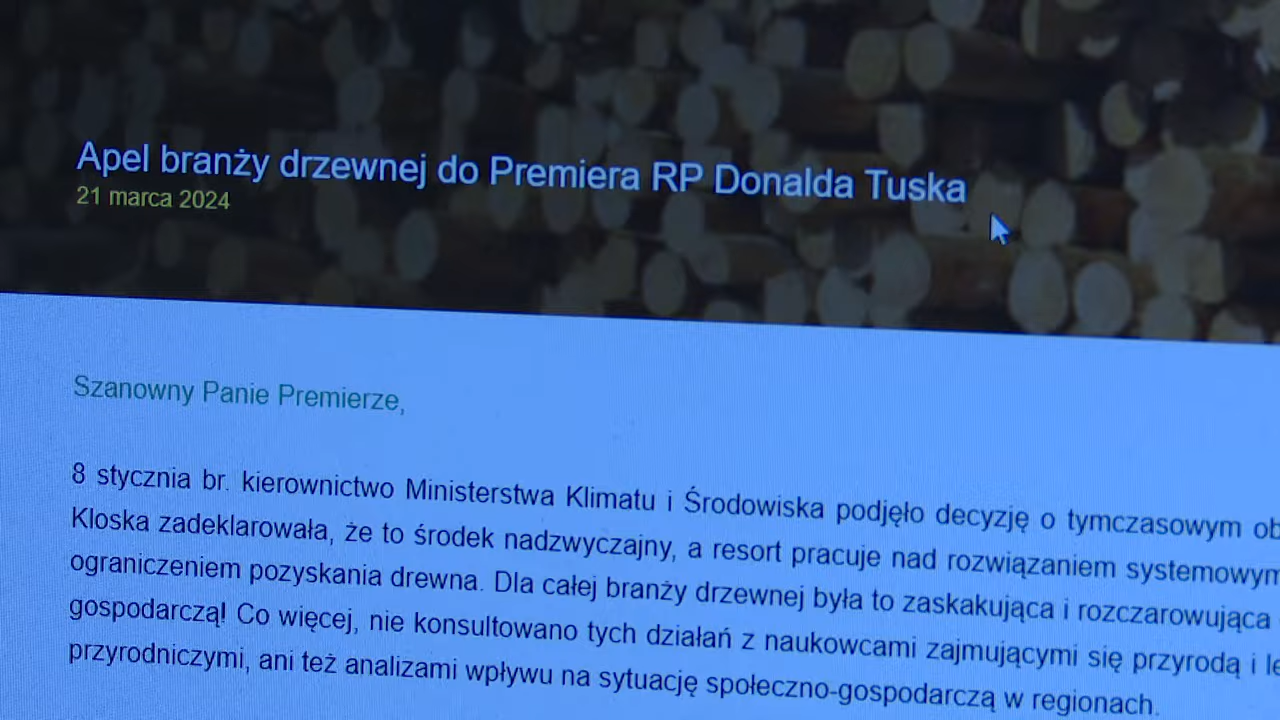 Apel branży drzewnej do Premiera RP Donalda Tuska
21 marca 2024
Szanowny Panie Premierze,
8 stycznia br. kierownictwo Ministerstwa Klimatu i Środowiska podjęło decyzję o tymczasowym
Kloska zadeklarowała, że to środek nadzwyczajny, a resort pracuje nad rozwiązaniem systemowym
ograniczeniem pozyskania drewna. Dla całej branży drzewnej była to zaskakująca i rozczarowująca
gospodarczą! Co więcej, nie konsultowano tych działań z naukowcami zajmującymi się przyrodą i
przyrodniczymi, ani też analizami wpływu na sytuację społeczno-gospodarczą w regionach.